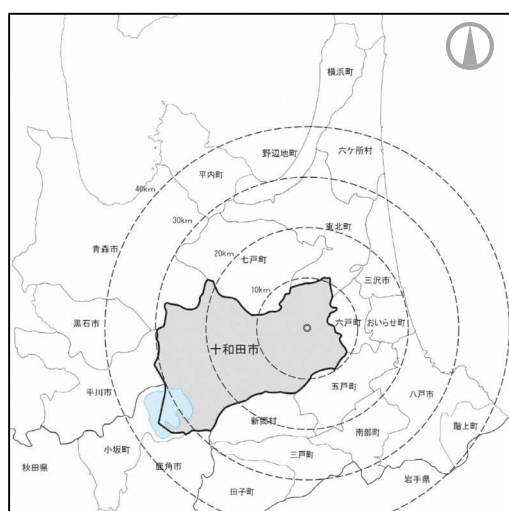 横浜町
六ケ所村
野辺地町
平内町
40km
30km
東北町
青森市
20km
七戸町
三沢市
10km
黒石市
六戸町
おいらせ町
十和田市
平川市
五戸町
八戸市
新郷村
南部町
階上町
小坂町
三戸町
秋田県
鹿角市
岩手県
田子町